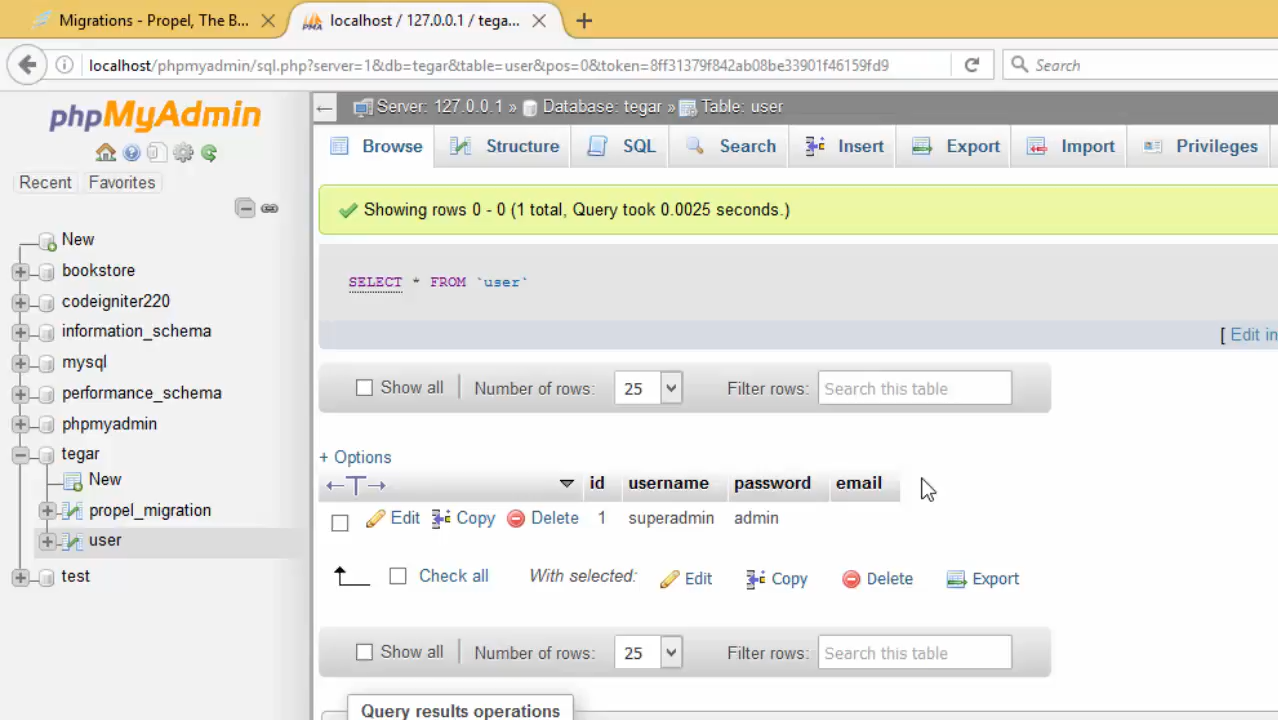 Migrations - Propel, The B...
localhost / 127.0.0.1 / tega...
localhost/phpmyadmin/sql.php?server=1&db=tegar&table=user&pos=0&token=8ff31379f842ab08be33901f46159fd9
Search
phpMyAdmin
Recent Favorites
New
bookstore
codeigniter220
information_schema
mysql
performance_schema
phpmyadmin
tegar
New
propel_migration
user
test
Server: 127.0.0.1 » Database: tegar » Table: user
Browse Structure SQL Search Insert Export Import Privileges
Showing rows 0 - 0 (1 total, Query took 0.0025 seconds.)
SELECT * FROM `user`
[ Edit in
Show all Number of rows: 25 Filter rows: Search this table
+ Options
←T→ id username password email
Edit Copy Delete 1 superadmin admin
Check all With selected: Edit Copy Delete Export
Show all Number of rows: 25 Filter rows: Search this table
Query results operations